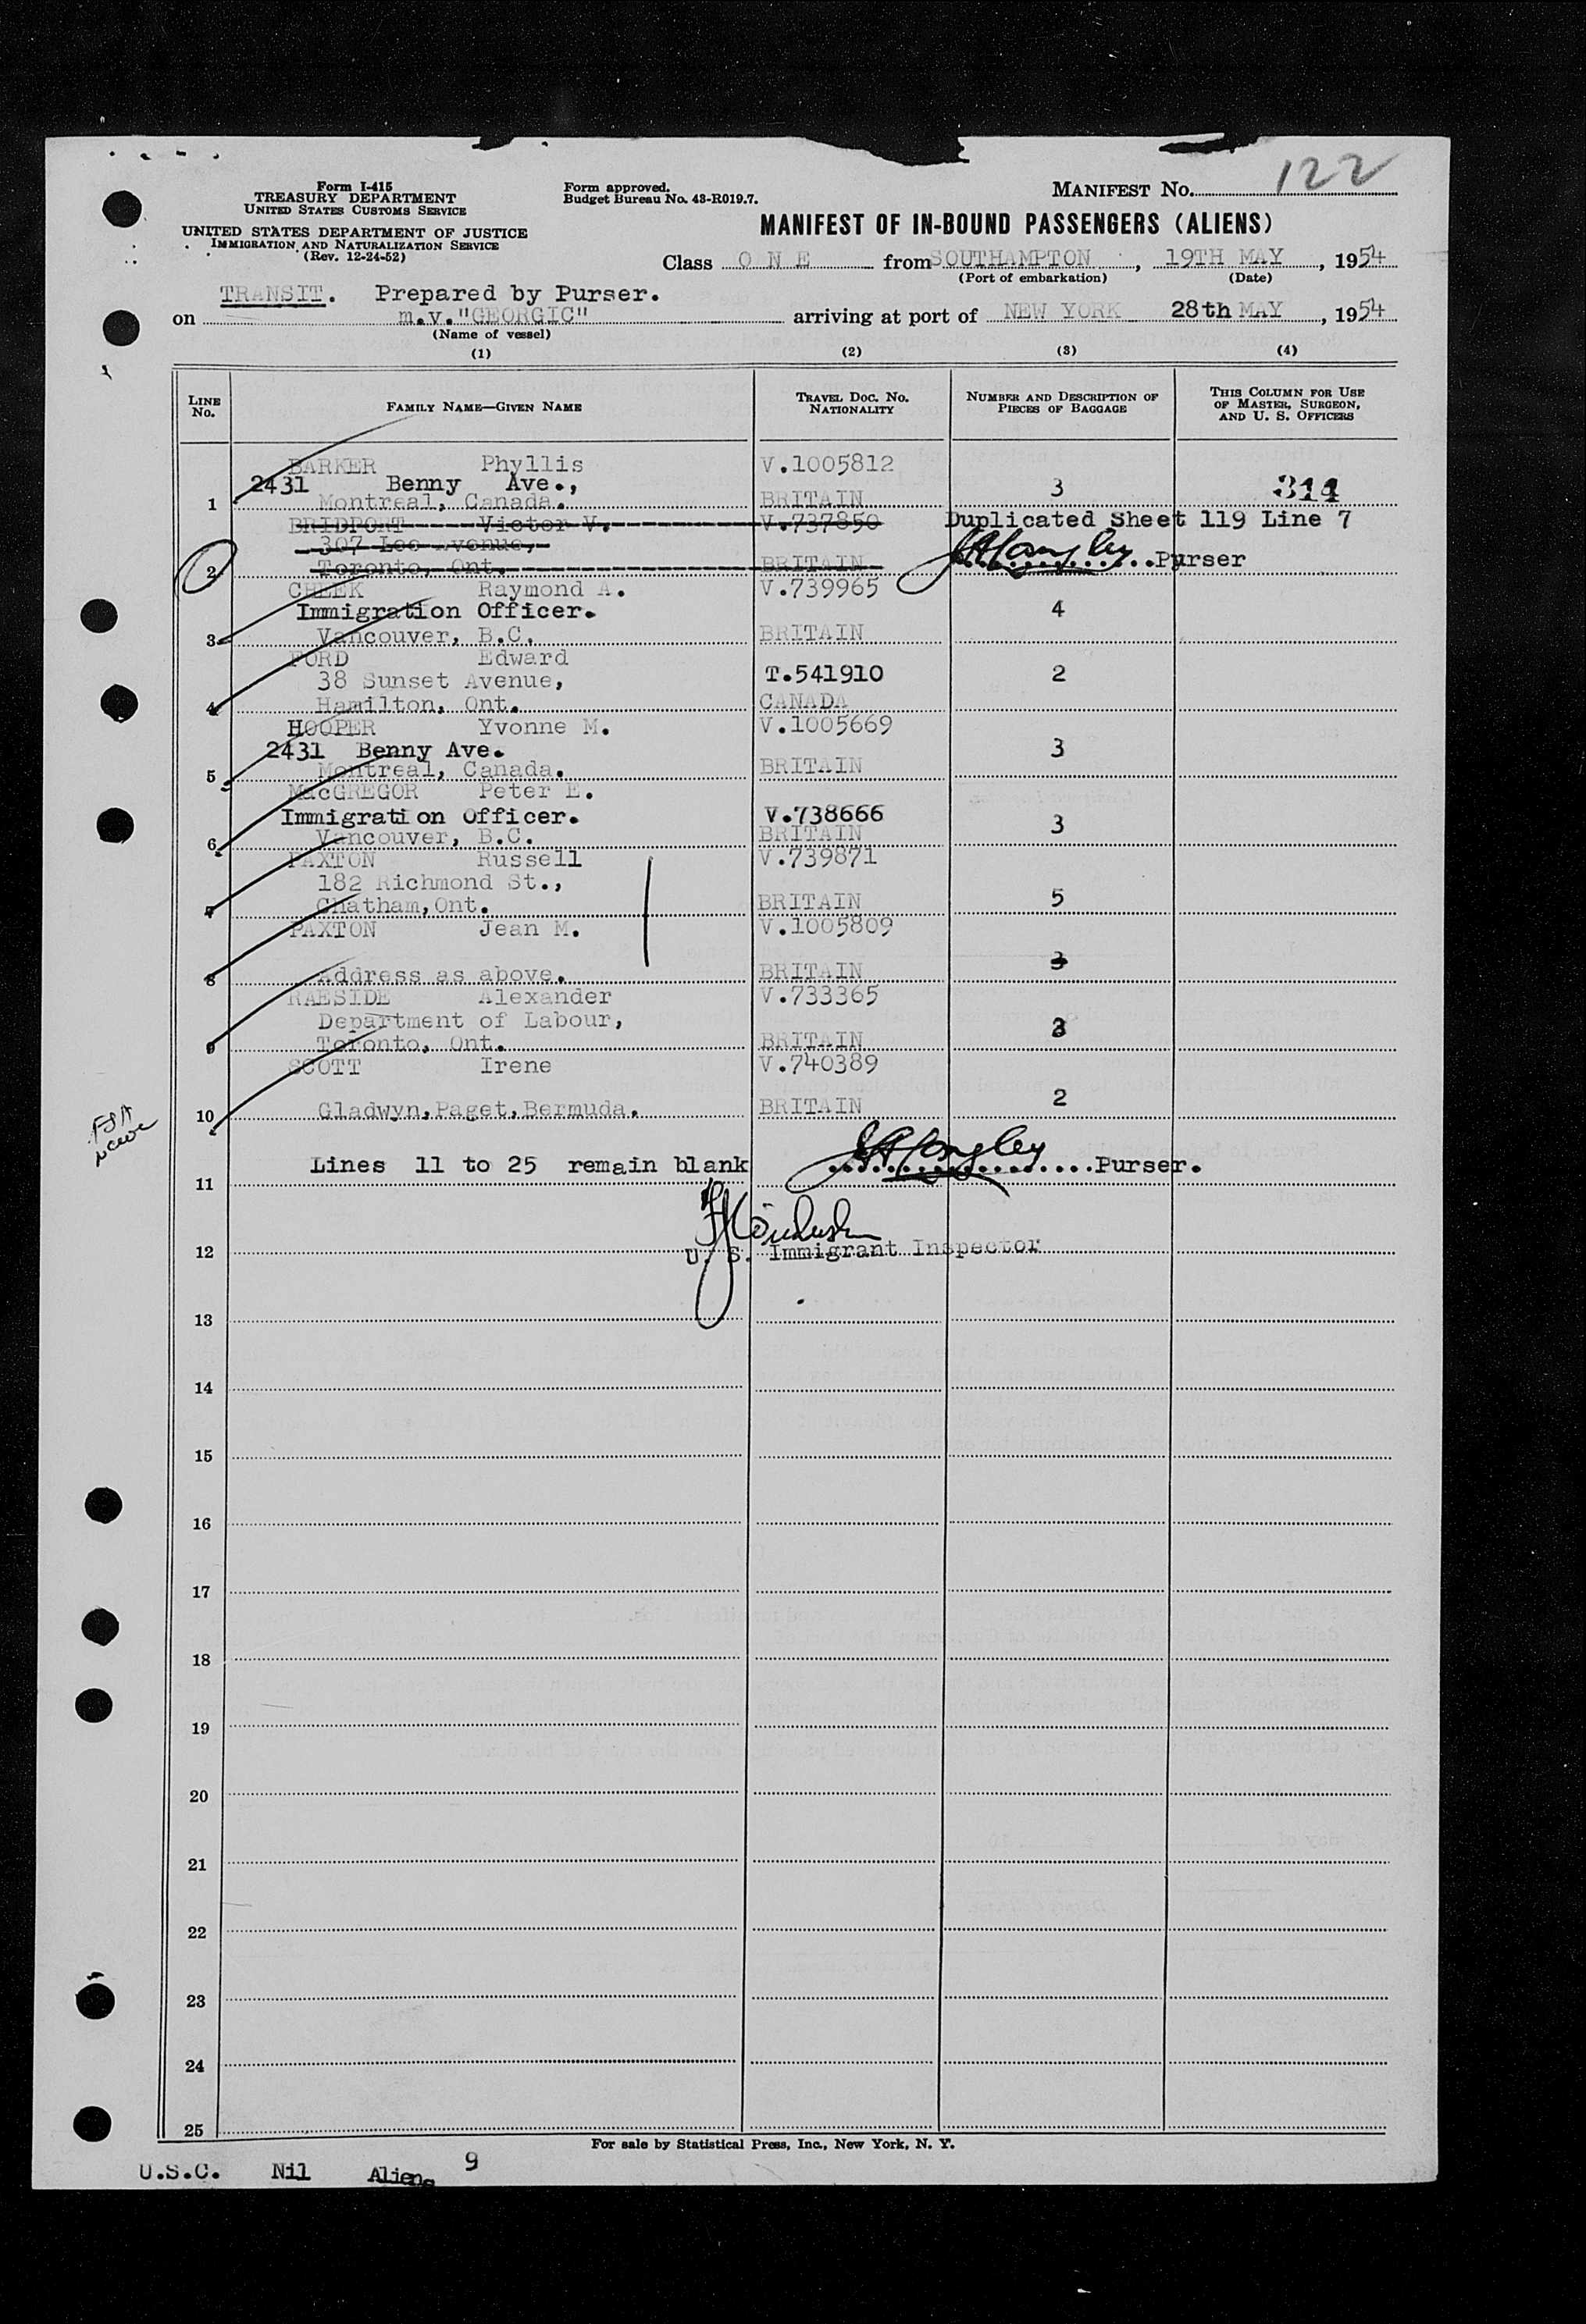 122
Form I-415
TREASURY DEPARTMENT
UNITED STATES CUSTOMS SERVICE
UNITED STATES DEPARTMENT OF JUSTICE
IMMIGRATION AND NATURALIZATION SERVICE
(Rev. 12-24-52)
Form approved.
Budget Bureau No. 43-R019.7.
MANIFEST No.
MANIFEST OF IN-BOUND PASSENGERS (ALIENS)
Class O N E from SOUTHAMPTON, 19TH MAY, 1954
(Port of embarkation) (Date)
TRANSIT. Prepared by Purser.
on m.v."GEORGIC" arriving at port of NEW YORK 28th MAY, 1954
(Name of vessel)
(1) (2) (3) (4)
LINE No. FAMILY NAME—GIVEN NAME TRAVEL DOC. NO. NATIONALITY NUMBER AND DESCRIPTION OF PIECES OF BAGGAGE THIS COLUMN FOR USE OF MASTER, SURGEON, AND U. S. OFFICERS
BARKER Phyllis V.1005812
2431 Benny Ave., 3 314
1 Montreal, Canada. BRITAIN
BRIDPORT Victor V. V.737850 Duplicated Sheet 119 Line 7
307 Lee Avenue,
2 Toronto, Ont. BRITAIN Purser
CHEEK Raymond A. V.739965
Immigration Officer. 4
3 Vancouver, B.C. BRITAIN
FORD Edward
38 Sunset Avenue, T.541910 2
4 Hamilton, Ont. CANADA
HOOPER Yvonne M. V.1005669
2431 Benny Ave. 3
5 Montreal, Canada. BRITAIN
MacGREGOR Peter E.
Immigration Officer. V.738666 3
6 Vancouver, B.C. BRITAIN
PAXTON Russell V.739871
182 Richmond St.,
7 Chatham, Ont. BRITAIN 5
PAXTON Jean M. V.1005809
8 Address as above. BRITAIN 3
RAESIDE Alexander V.733365
Department of Labour,
9 Toronto, Ont. BRITAIN
SCOTT Irene V.740389
10 Gladwyn, Paget, Bermuda. BRITAIN 2
Lines 11 to 25 remain blank Purser.
11
12 U. S. Immigrant Inspector
13
14
15
16
17
18
19
20
21
22
23
24
25
For sale by Statistical Press, Inc., New York, N. Y.
U.S.C. Nil Aliens 9